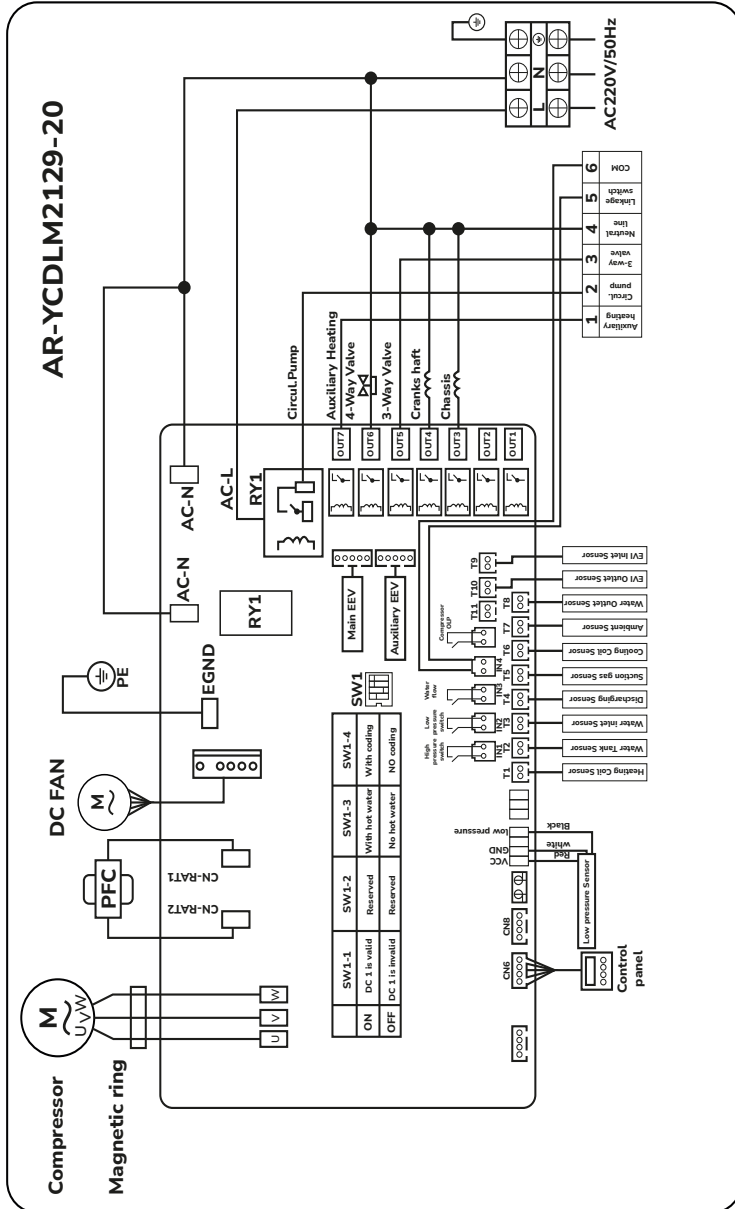 AR-YCDLM2129-20
Compressor
M
U V W
Magnetic ring
U
V
W
PFC
CN-RAT2
CN-RAT1
DC FAN
M
PE
EGND
AC-N
AC-N
AC-L
RY1
RY1
Circul.Pump
Auxiliary Heating
4-Way Valve
3-Way Valve
Cranks haft
Chassis
OUT7
OUT6
OUT5
OUT4
OUT3
OUT2
OUT1
Main EEV
Auxiliary EEV
SW1
SW1-1 SW1-2 SW1-3 SW1-4
ON DC 1 is valid Reserved With hot water With coding
OFF DC 1 is invalid Reserved No hot water NO coding
High
pressure
switch
Low
pressure
switch
Water
flow
Compressor
OLP
IN1
IN2
IN3
IN4
CN6
CN8
VCC
GND
low pressure
Red
white
Black
Low pressure Sensor
Control
panel
T1
T2
T3
T4
T5
T6
T7
T8
T11
T10
T9
Heating Coil Sensor
Water Tank Sensor
Water inlet Sensor
Discharging Sensor
Suction gas Sensor
Cooling Coil Sensor
Ambient Sensor
Water Outlet Sensor
EVI Outlet Sensor
EVI Inlet Sensor
1 2 3 4 5 6
Auxiliary
heating
Circul.
pump
3-way
valve
Neutral
line
Linkage
switch
COM
L N
AC220V/50Hz